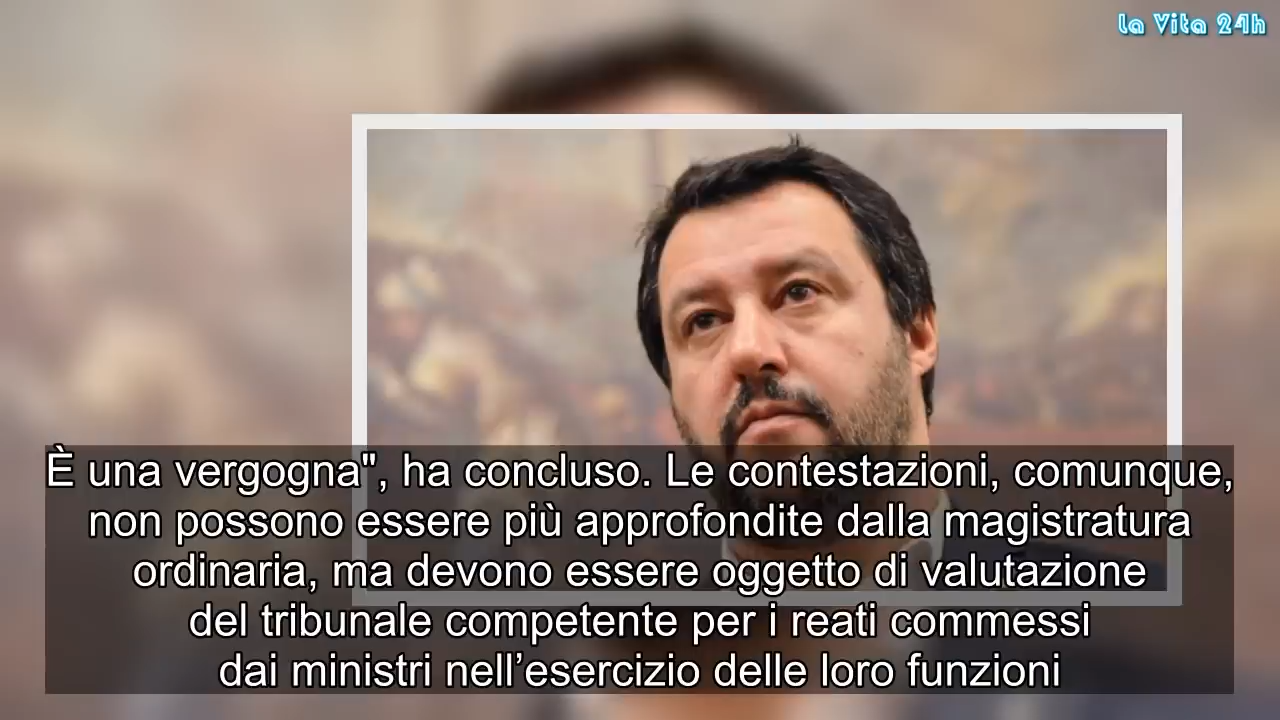 La Vita 24h
È una vergogna", ha concluso. Le contestazioni, comunque,
non possono essere più approfondite dalla magistratura
ordinaria, ma devono essere oggetto di valutazione
del tribunale competente per i reati commessi
dai ministri nell’esercizio delle loro funzioni